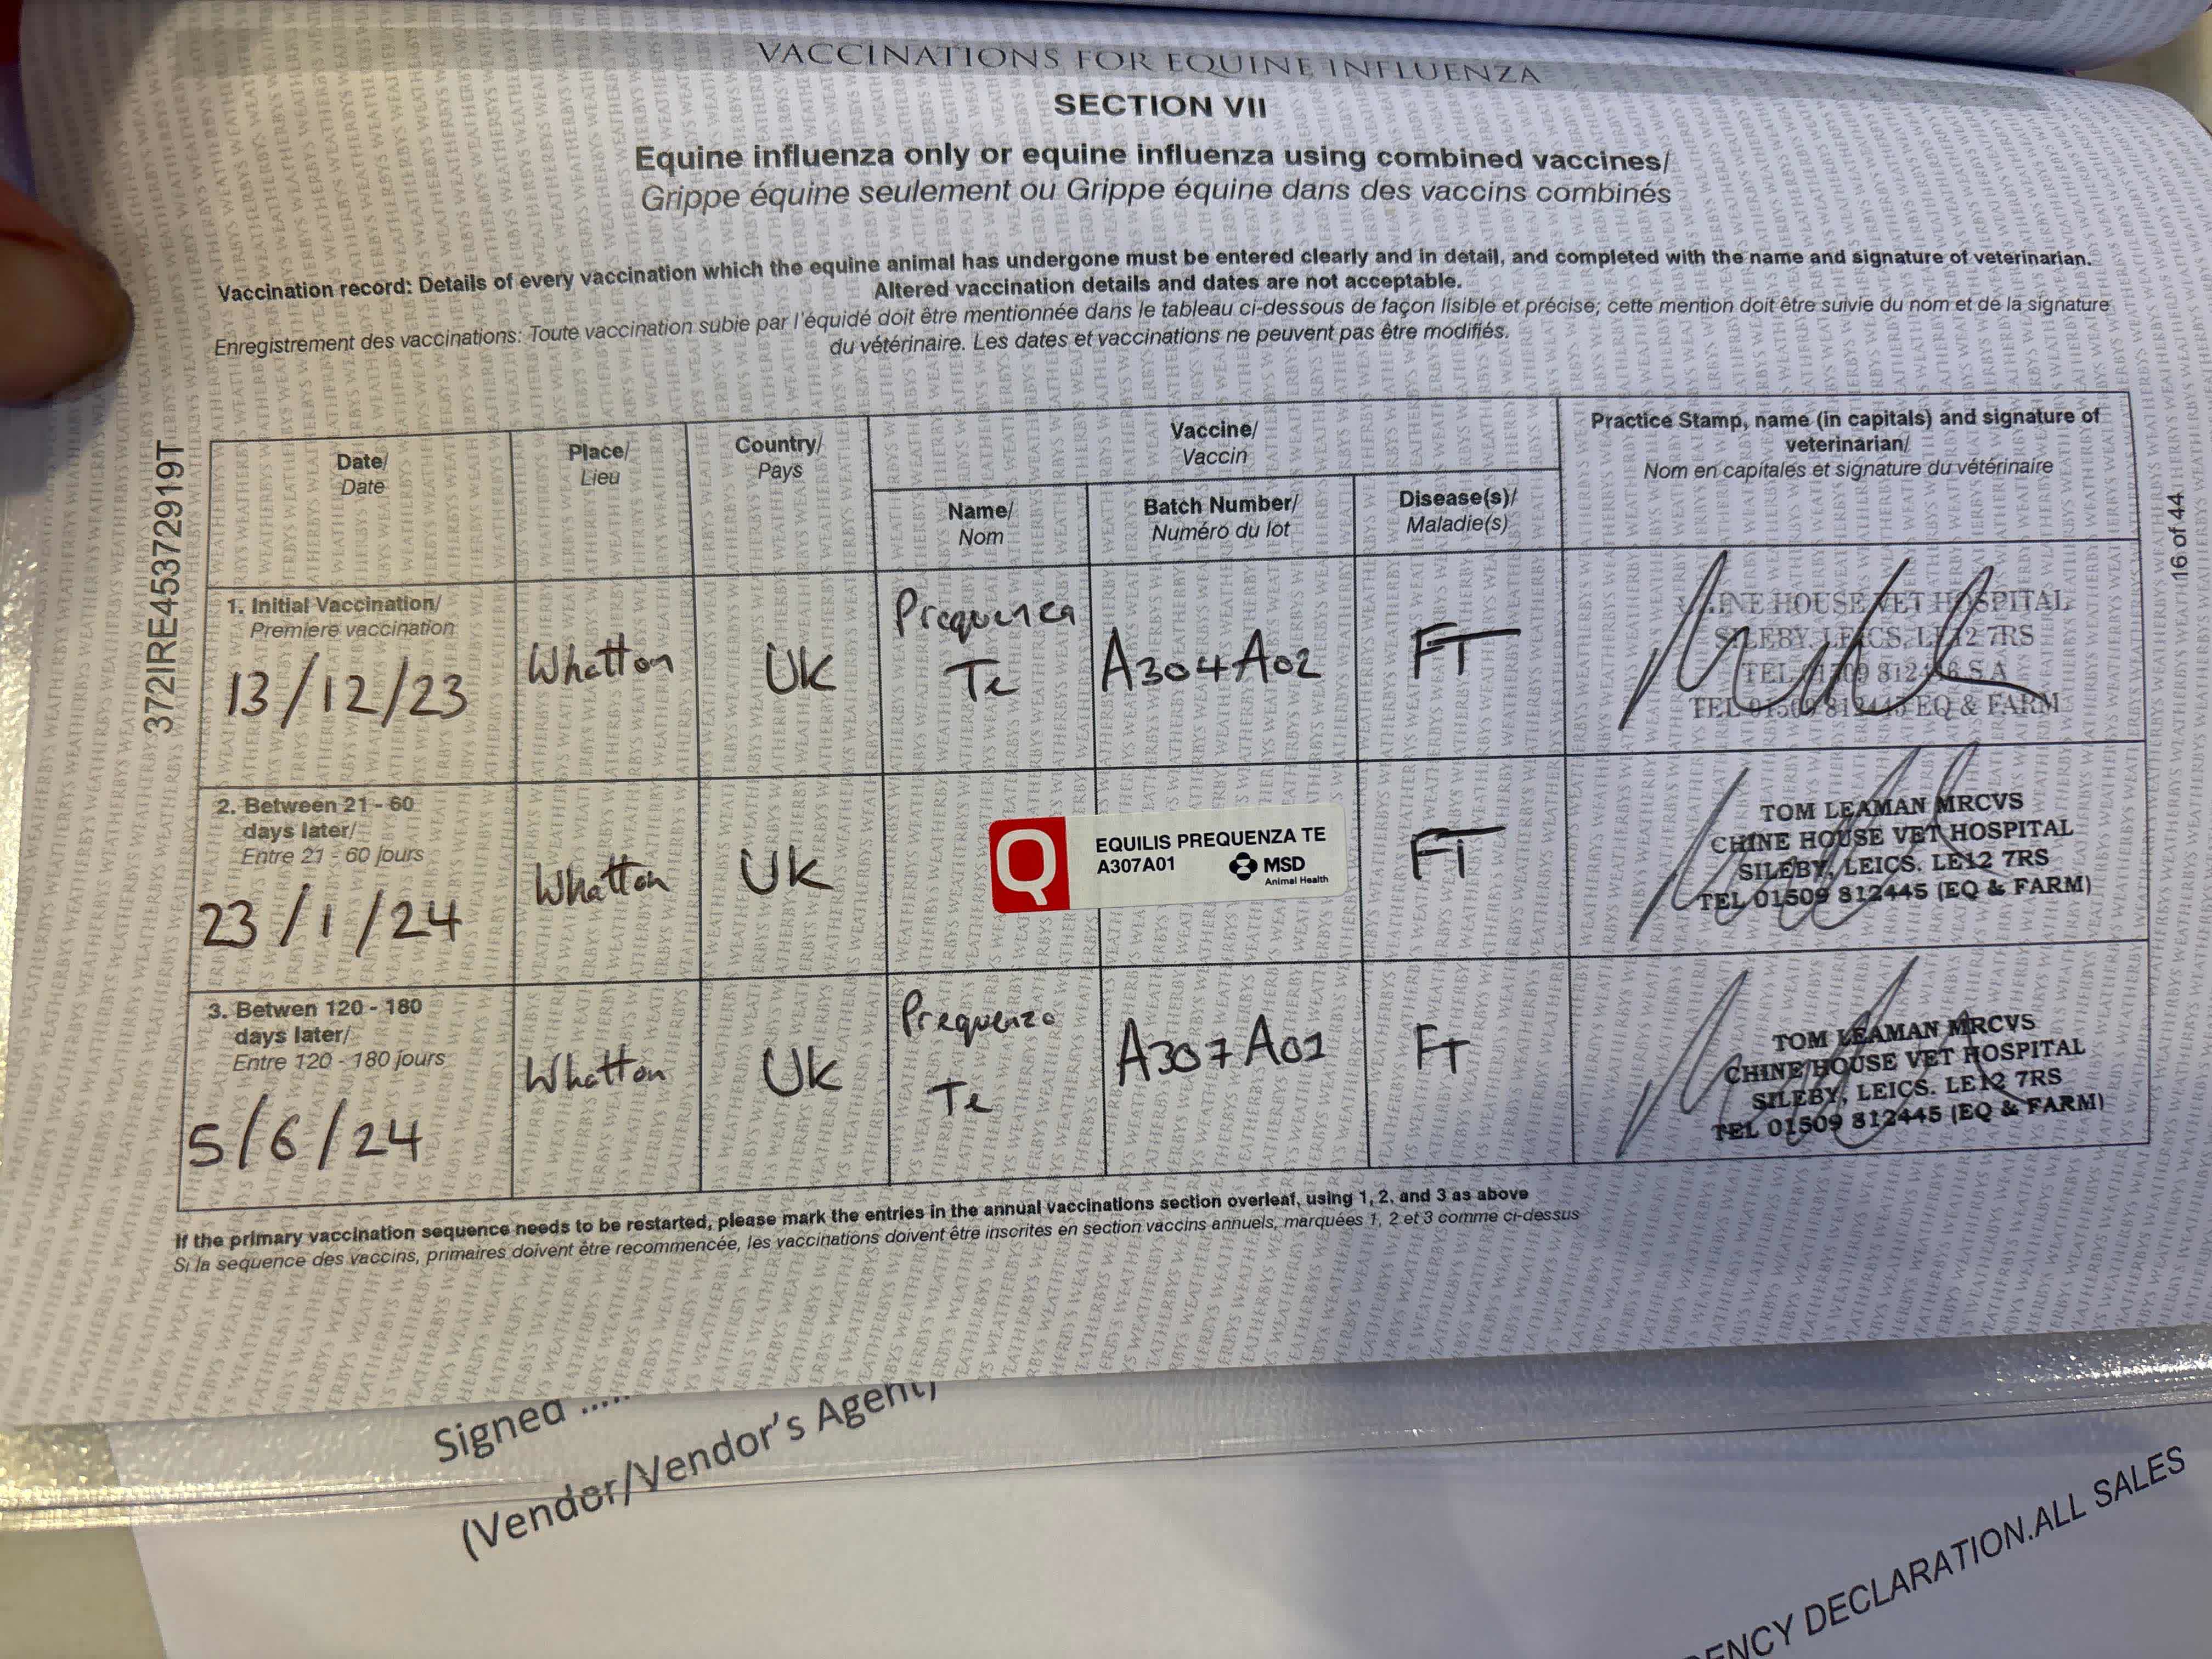 VACCINATIONS FOR EQUINE INFLUENZA
SECTION VII
Equine influenza only or equine influenza using combined vaccines/
Grippe équine seulement ou Grippe équine dans des vaccins combinés
Vaccination record: Details of every vaccination which the equine animal has undergone must be entered clearly and in detail, and completed with the name and signature of veterinarian.
Altered vaccination details and dates are not acceptable.
Enregistrement des vaccinations: Toute vaccination subie par l'équidé doit être mentionnée dans le tableau ci-dessous de façon lisible et précise; cette mention doit être suivie du nom et de la signature
du vétérinaire. Les dates et vaccinations ne peuvent pas être modifiés.
372IRE45372919T
16 of 44
Date/
Date
Place/
Lieu
Country/
Pays
Vaccine/
Vaccin
Name/
Nom
Batch Number/
Numéro du lot
Disease(s)/
Maladie(s)
Practice Stamp, name (in capitals) and signature of
veterinarian/
Nom en capitales et signature du vétérinaire
1. Initial Vaccination/
Premiere vaccination
13/12/23
Whatton
UK
Prequenza
Te
A304A02
FT
HOUSE VET HOSPITAL
SILEBY, LEICS, LE12 7RS
TEL 01509 812445 EQ & FARM
2. Between 21 - 60
days later/
Entre 21 - 60 jours
23/1/24
Whatton
UK
Q
EQUILIS PREQUENZA TE
A307A01
MSD
Animal Health
FT
TOM LEAMAN MRCVS
CHINE HOUSE VET HOSPITAL
SILEBY, LEICS. LE12 7RS
TEL 01509 812445 (EQ & FARM)
3. Betwen 120 - 180
days later/
Entre 120 - 180 jours
5/6/24
Whatton
UK
Prequenza
Te
A307A01
FT
TOM LEAMAN MRCVS
CHINE HOUSE VET HOSPITAL
SILEBY, LEICS. LE12 7RS
TEL 01509 812445 (EQ & FARM)
If the primary vaccination sequence needs to be restarted, please mark the entries in the annual vaccinations section overleaf, using 1, 2, and 3 as above
Si la sequence des vaccins, primaires doivent être recommencée, les vaccinations doivent être inscrites en section vaccins annuels, marquées 1, 2 et 3 comme ci-dessus
Signed ......
(Vendor/Vendor's Agent)
ENCY DECLARATION.ALL SALES